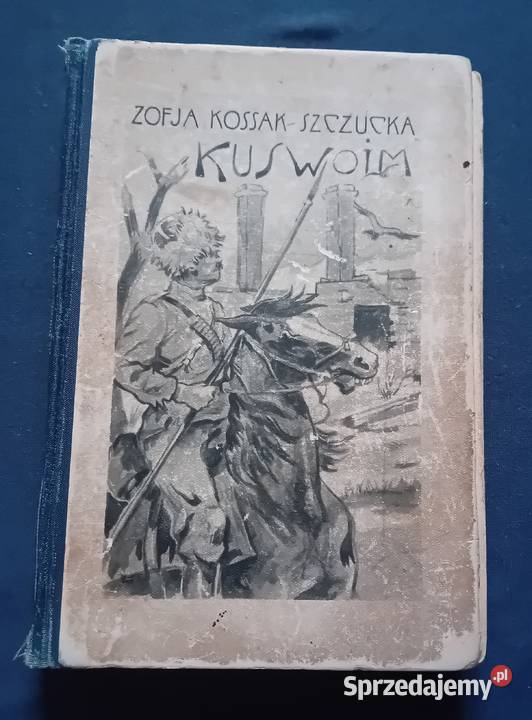 ZOFJA KOSSAK-SZCZUCKA
KU SWOIM
Sprzedajemy.pl